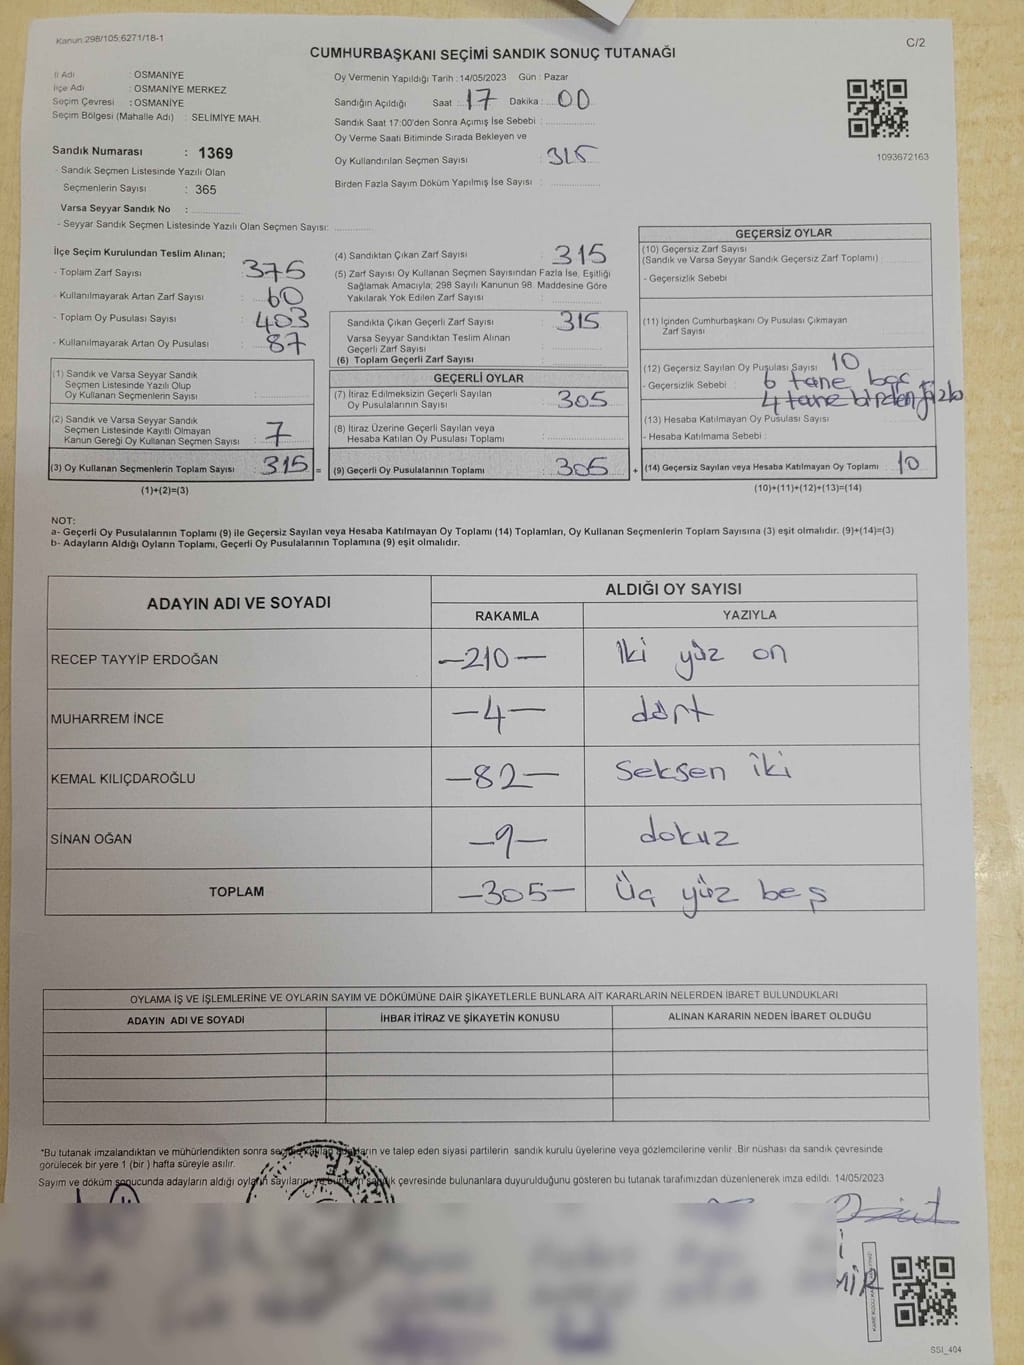 Kanun:298/105;6271/18-1
C/2
CUMHURBAŞKANI SEÇİMİ SANDIK SONUÇ TUTANAĞI
İl Adı : OSMANİYE
İlçe Adı : OSMANİYE MERKEZ
Seçim Çevresi : OSMANİYE
Seçim Bölgesi (Mahalle Adı) : SELİMİYE MAH.
Sandık Numarası : 1369
- Sandık Seçmen Listesinde Yazılı Olan
Seçmenlerin Sayısı : 365
Varsa Seyyar Sandık No :
- Seyyar Sandık Seçmen Listesinde Yazılı Olan Seçmen Sayısı:
Oy Vermenin Yapıldığı Tarih : 14/05/2023 Gün : Pazar
Sandığın Açıldığı Saat : 17 Dakika : 00
Sandık Saat 17:00'den Sonra Açımış İse Sebebi :
Oy Verme Saati Bitiminde Sırada Bekleyen ve
Oy Kullandırılan Seçmen Sayısı : 315
Birden Fazla Sayım Döküm Yapılmış İse Sayısı :
1093672163
İlçe Seçim Kurulundan Teslim Alınan;
- Toplam Zarf Sayısı : 375
- Kullanılmayarak Artan Zarf Sayısı : 60
- Toplam Oy Pusulası Sayısı : 403
- Kullanılmayarak Artan Oy Pusulası : 87
(1) Sandık ve Varsa Seyyar Sandık
Seçmen Listesinde Yazılı Olup
Oy Kullanan Seçmenlerin Sayısı :
(2) Sandık ve Varsa Seyyar Sandık
Seçmen Listesinde Kayıtlı Olmayan
Kanun Gereği Oy Kullanan Seçmen Sayısı : 7
(3) Oy Kullanan Seçmenlerin Toplam Sayısı : 315 =
(1)+(2)=(3)
(4) Sandıktan Çıkan Zarf Sayısı : 315
(5) Zarf Sayısı Oy Kullanan Seçmen Sayısından Fazla İse, Eşitliği
Sağlamak Amacıyla; 298 Sayılı Kanunun 98. Maddesine Göre
Yakılarak Yok Edilen Zarf Sayısı :
Sandıkta Çıkan Geçerli Zarf Sayısı : 315
Varsa Seyyar Sandıktan Teslim Alınan
Geçerli Zarf Sayısı :
(6) Toplam Geçerli Zarf Sayısı :
GEÇERLİ OYLAR
(7) İtiraz Edilmeksizin Geçerli Sayılan
Oy Pusulalarının Sayısı : 305
(8) İtiraz Üzerine Geçerli Sayılan veya
Hesaba Katılan Oy Pusulası Toplamı :
(9) Geçerli Oy Pusulalarının Toplamı : 305 +
GEÇERSİZ OYLAR
(10) Geçersiz Zarf Sayısı
(Sandık ve Varsa Seyyar Sandık Geçersiz Zarf Toplamı) :
- Geçersizlik Sebebi :
(11) İçinden Cumhurbaşkanı Oy Pusulası Çıkmayan
Zarf Sayısı :
(12) Geçersiz Sayılan Oy Pusulası Sayısı : 10
- Geçersizlik Sebebi : 6 tane boş
4 tane birden fazla
(13) Hesaba Katılmayan Oy Pusulası Sayısı :
- Hesaba Katılmama Sebebi :
(14) Geçersiz Sayılan veya Hesaba Katılmayan Oy Toplamı : 10
(10)+(11)+(12)+(13)=(14)
NOT:
a- Geçerli Oy Pusulalarının Toplamı (9) ile Geçersiz Sayılan veya Hesaba Katılmayan Oy Toplamı (14) Toplamları, Oy Kullanan Seçmenlerin Toplam Sayısına (3) eşit olmalıdır. (9)+(14)=(3)
b- Adayların Aldığı Oyların Toplamı, Geçerli Oy Pusulalarının Toplamına (9) eşit olmalıdır.
ADAYIN ADI VE SOYADI
ALDIĞI OY SAYISI
RAKAMLA YAZIYLA
RECEP TAYYİP ERDOĞAN -210- İki yüz on
MUHARREM İNCE -4- dört
KEMAL KILIÇDAROĞLU -82- Seksen iki
SİNAN OĞAN -9- dokuz
TOPLAM -305- Üç yüz beş
OYLAMA İŞ VE İŞLEMLERİNE VE OYLARIN SAYIM VE DÖKÜMÜNE DAİR ŞİKAYETLERLE BUNLARA AİT KARARLARIN NELERDEN İBARET BULUNDUKLARI
ADAYIN ADI VE SOYADI İHBAR İTİRAZ VE ŞİKAYETİN KONUSU ALINAN KARARIN NEDEN İBARET OLDUĞU
*Bu tutanak imzalandıktan ve mühürlendikten sonra seçime katılan adayların ve talep eden siyasi partilerin sandık kurulu üyelerine veya gözlemcilerine verilir. Bir nüshası da sandık çevresinde
görülecek bir yere 1 (bir ) hafta süreyle asılır.
Sayım ve döküm sonucunda adayların aldığı oyların sayılarını ve bunların sandık çevresinde bulunanlara duyurulduğunu gösteren bu tutanak tarafımızdan düzenlenerek imza edildi. 14/05/2023
SSİ_404